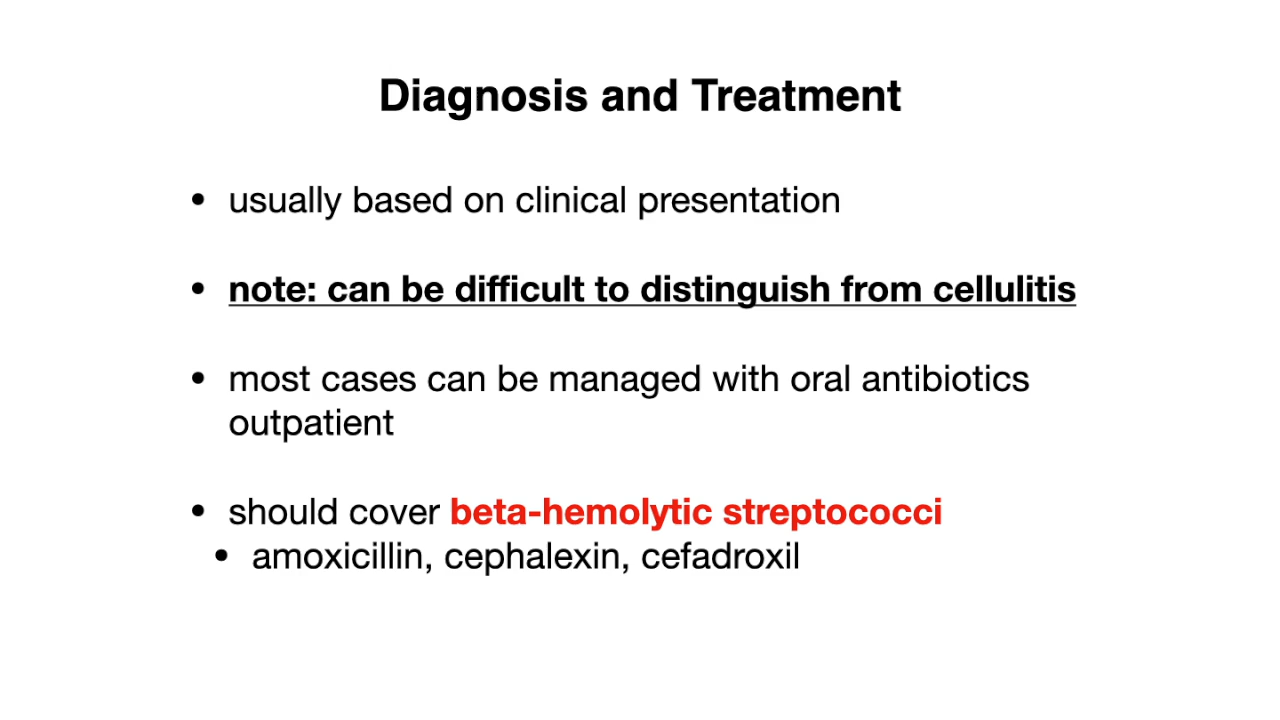 Diagnosis and Treatment
• usually based on clinical presentation
• note: can be difficult to distinguish from cellulitis
• most cases can be managed with oral antibiotics
outpatient
• should cover beta-hemolytic streptococci
• amoxicillin, cephalexin, cefadroxil